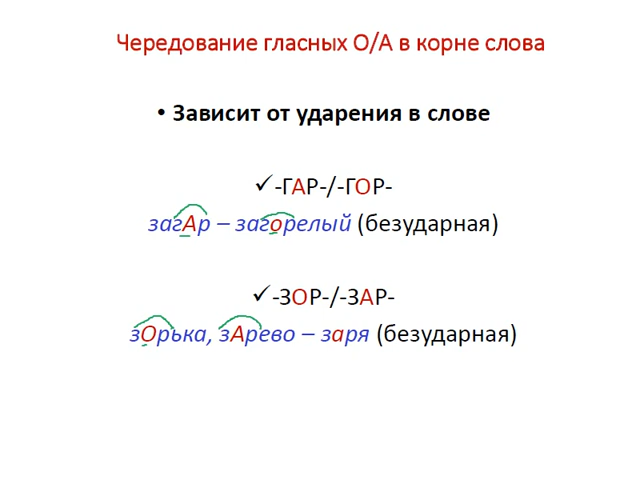 Чередование гласных О/А в корне слова
• Зависит от ударения в слове
✓-ГАР-/-ГОР-
загАр – загорелый (безударная)
✓-ЗОР-/-ЗАР-
зОрька, зАрево – заря (безударная)